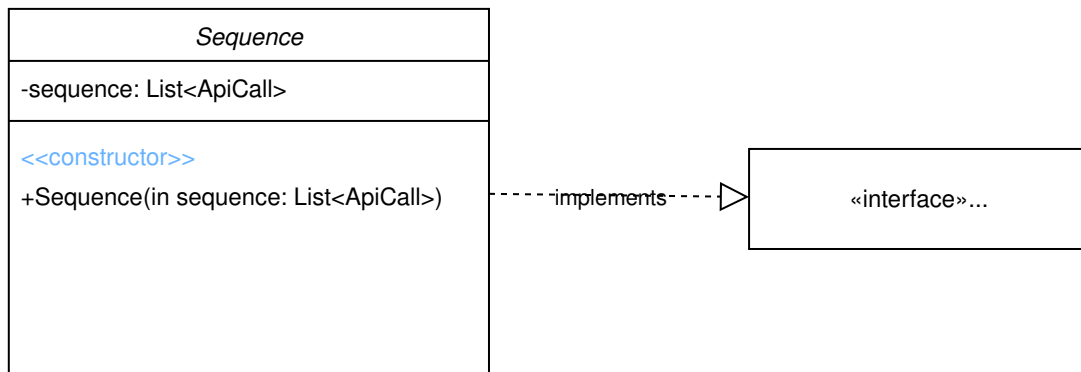 Sequence
-sequence: List<ApiCall>
<<constructor>>
+Sequence(in sequence: List<ApiCall>)
implements
«interface»...